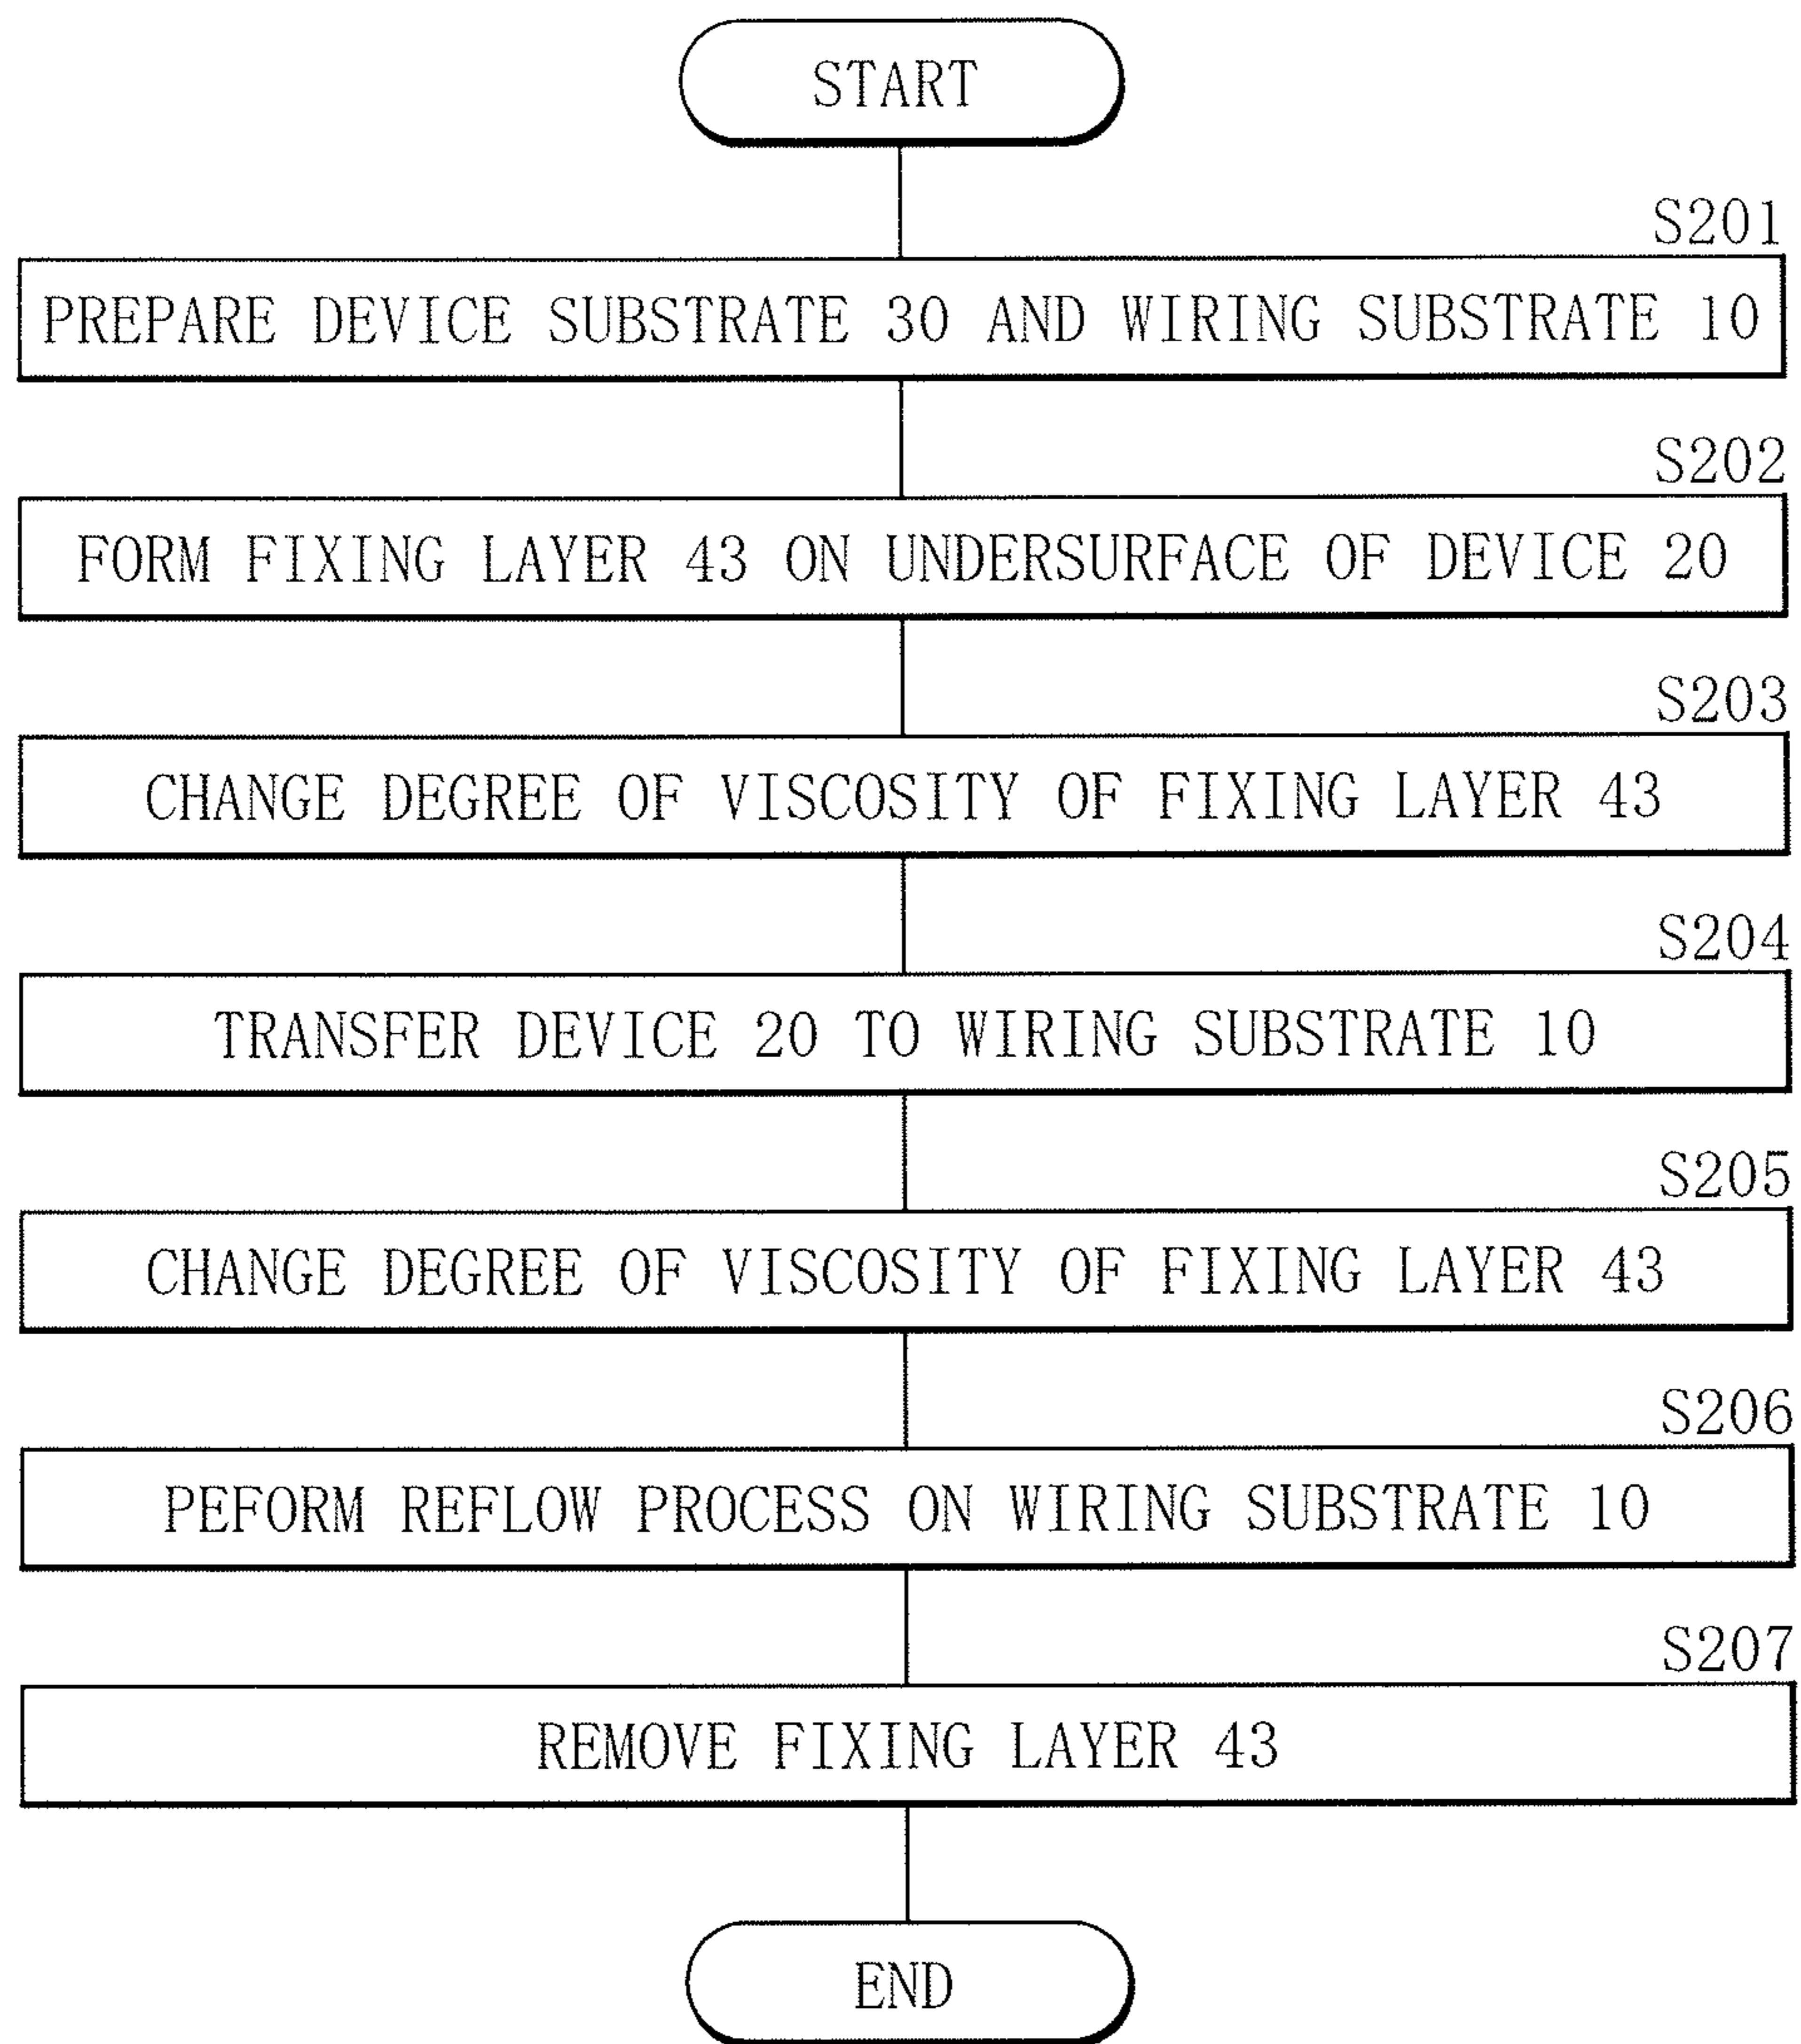 START
S201
PREPARE DEVICE SUBSTRATE 30 AND WIRING SUBSTRATE 10
S202
FORM FIXING LAYER 43 ON UNDERSURFACE OF DEVICE 20
S203
CHANGE DEGREE OF VISCOSITY OF FIXING LAYER 43
S204
TRANSFER DEVICE 20 TO WIRING SUBSTRATE 10
S205
CHANGE DEGREE OF VISCOSITY OF FIXING LAYER 43
S206
PEFORM REFLOW PROCESS ON WIRING SUBSTRATE 10
S207
REMOVE FIXING LAYER 43
END